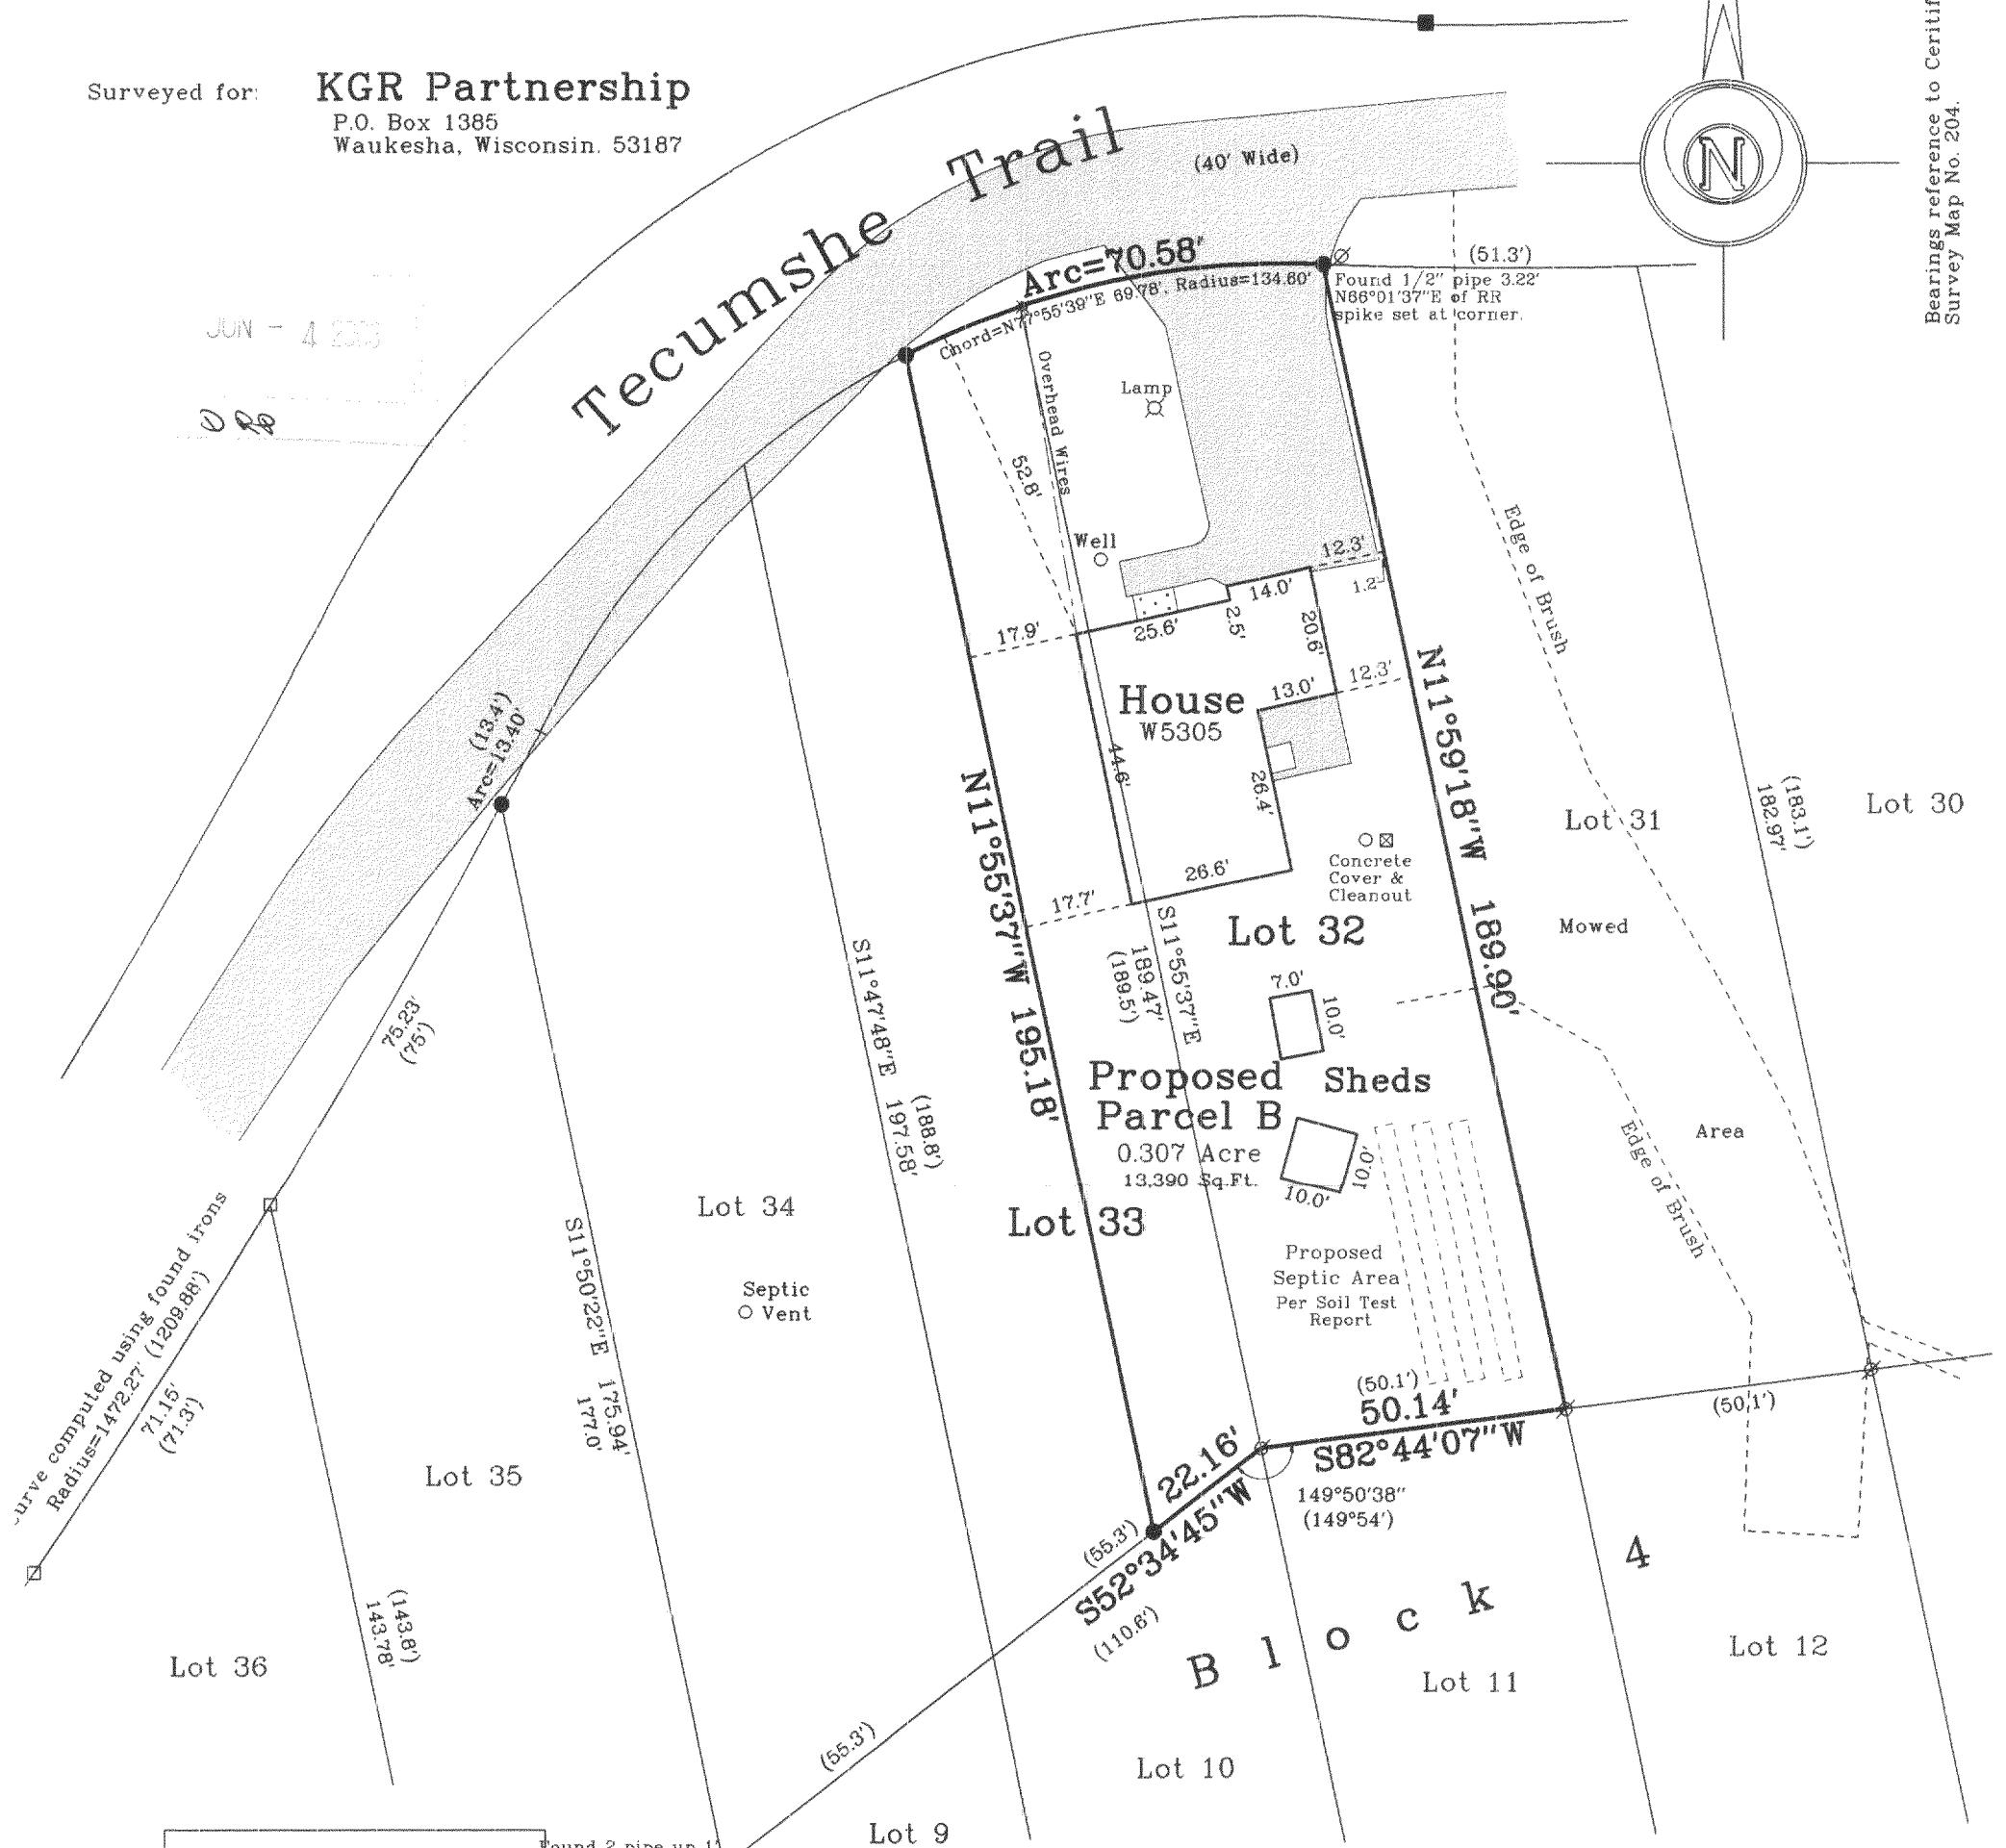 Surveyed for:
KGR Partnership
P.O. Box 1385
Waukesha, Wisconsin. 53187
Bearings reference to
Survey Map No. 204.
N
Tecumshe Trail
(40' Wide)
JUN - 4
Arc=70.58'
Chord=N77°55'39"E 69.78', Radius=134.60'
(51.3')
Found 1/2" pipe 3.22'
N66°01'37"E of RR
spike set at corner.
Overhead Wires
52.8'
Lamp
Well
12.3'
1.2'
14.0'
2.5'
25.6'
17.9'
20.6'
12.3'
13.0'
House
W5305
44.6'
26.4'
26.6'
17.7'
Concrete
Cover &
Cleanout
Edge of Brush
N11°59'18"W 189.90'
N11°55'37"W 195.18'
S11°55'37"E
189.47'
(189.5')
Lot 32
Lot 31
Lot 30
(183.1')
182.97'
Mowed
Area
Edge of Brush
7.0'
10.0'
Sheds
Proposed
Parcel B
0.307 Acre
13,390 Sq.Ft.
10.0'
10.0'
Lot 33
Proposed
Septic Area
Per Soil Test
Report
(13.4')
Arc=13.40'
75.23'
(75')
S11°47'48"E 197.58'
(188.8')
Lot 34
Septic
Vent
S11°50'22"E 175.94'
177.0'
Lot 35
curve computed using found irons
Radius=1472.27' (1209.88')
71.15'
(71.3')
(143.8')
143.78'
Lot 36
(50.1')
50.14'
S82°44'07"W
(50.1')
22.16'
S52°34'45"W
149°50'38"
(149°54')
(55.3')
(110.6')
(55.3')
Block 4
Lot 12
Lot 11
Lot 10
Lot 9
Found 2 pipe up 1'